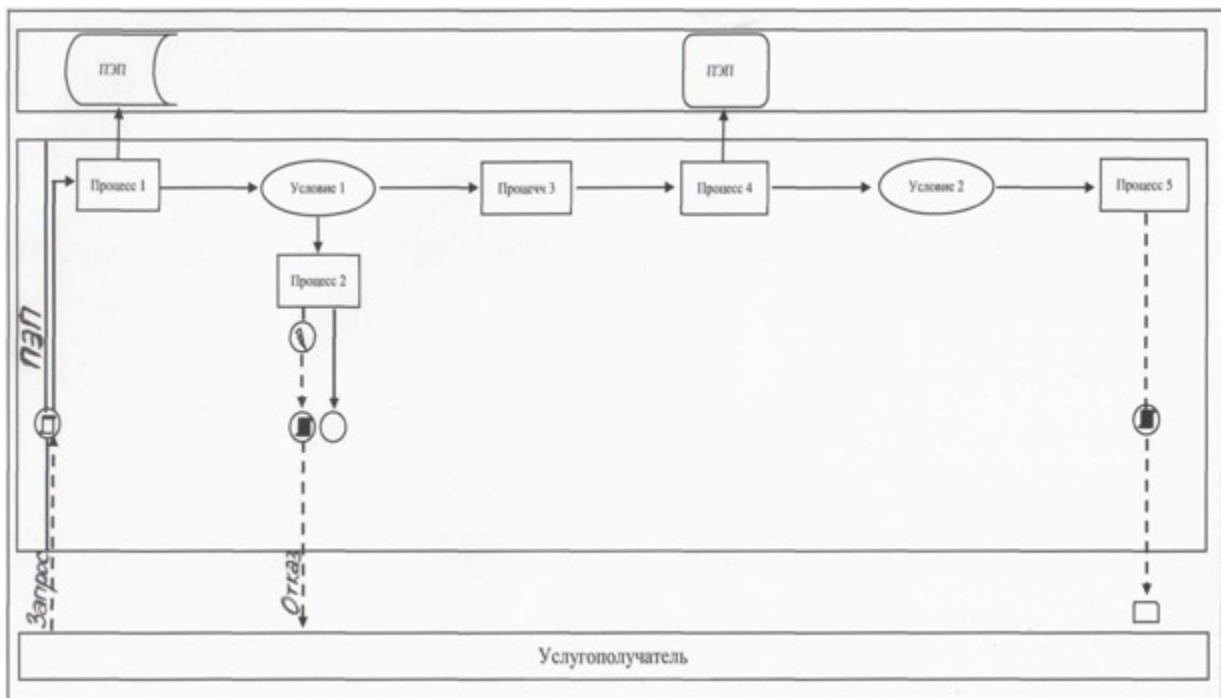 ПЭП
ПЭП
Процесс 1
Условие 1
Процечч 3
Процесс 4
Условие 2
Процесс 5
Процесс 2
ПЭП
Запрос
Отказ
Услугополучатель